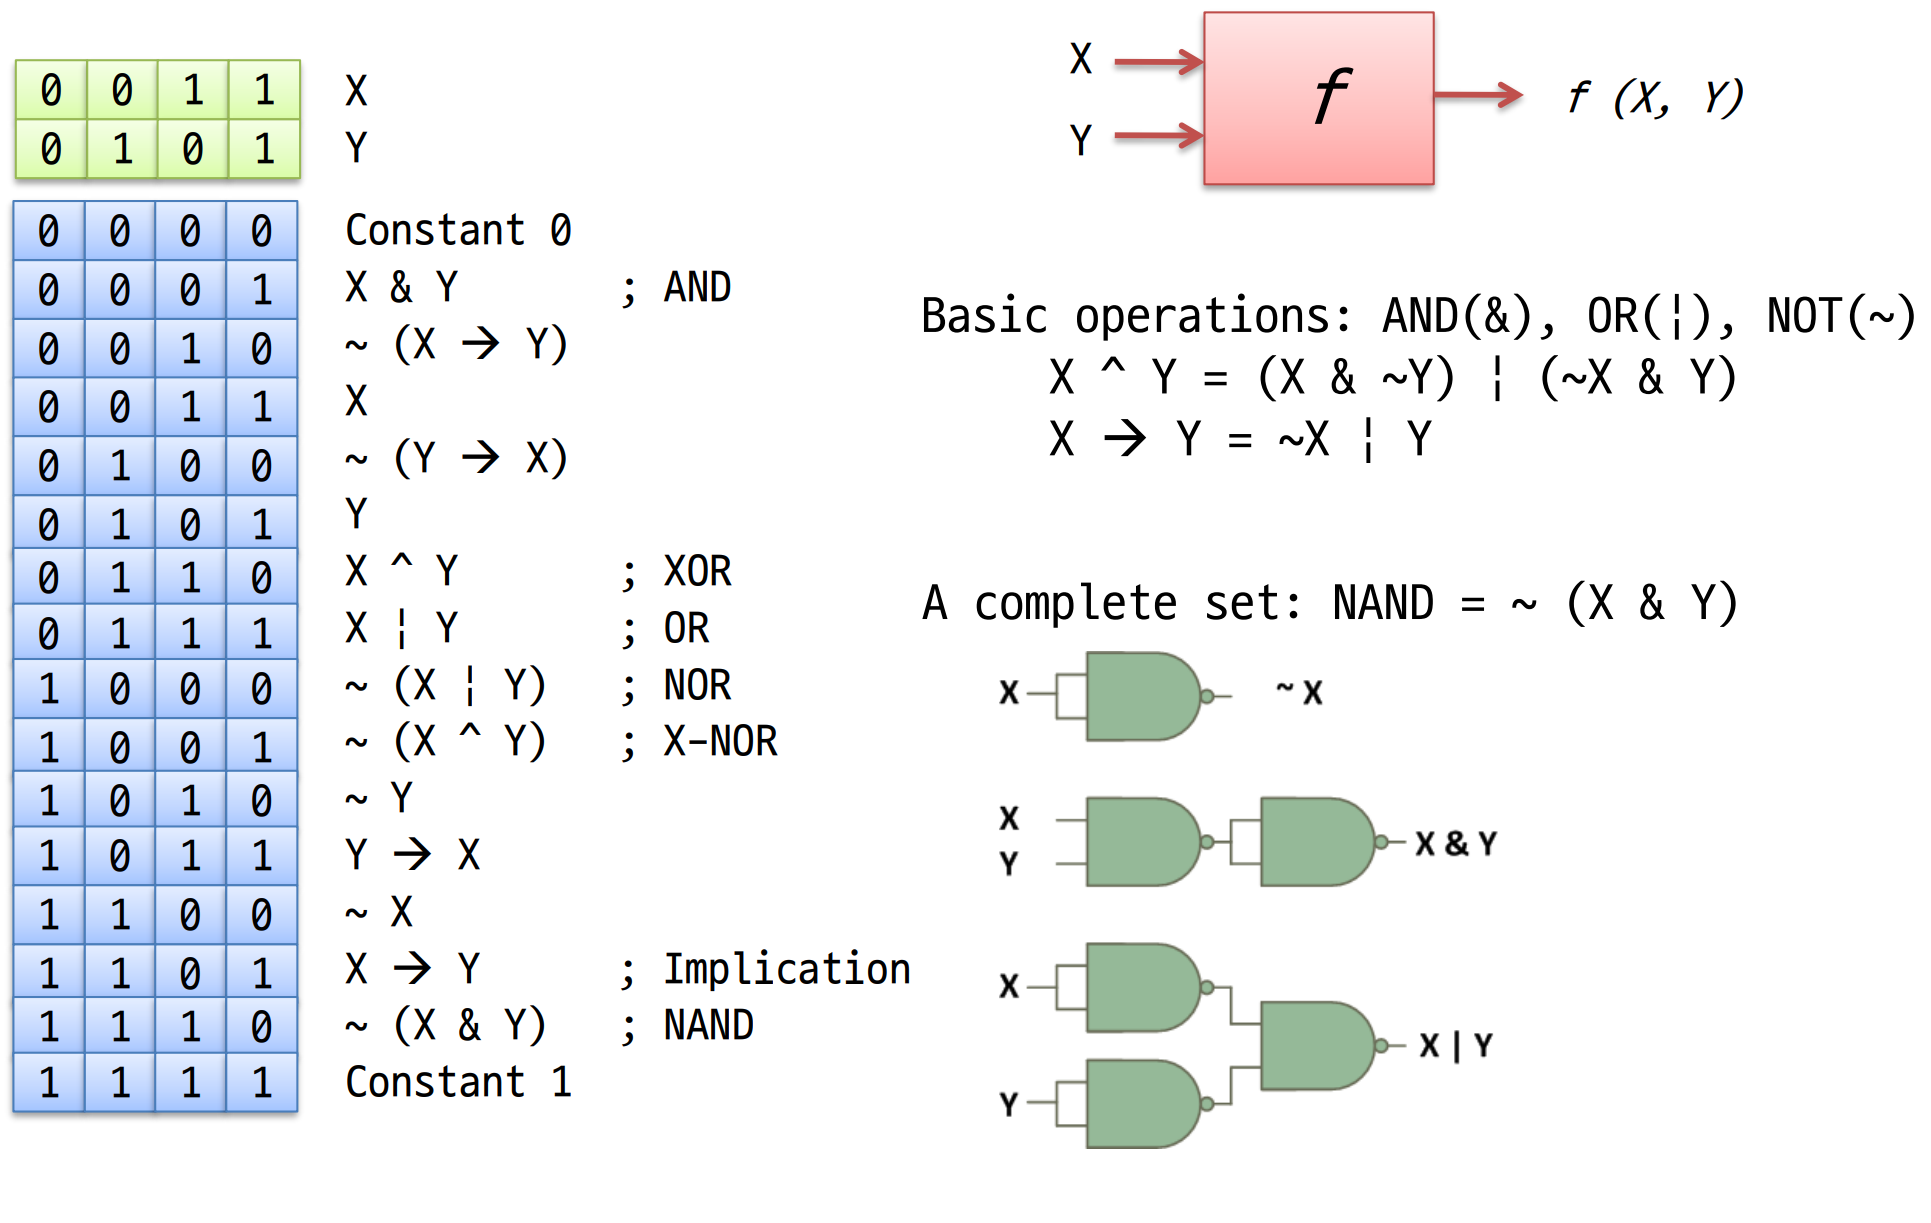 0 0 1 1 X
0 1 0 1 Y
0 0 0 0 Constant 0
0 0 0 1 X & Y ; AND
0 0 1 0 ~ (X → Y)
0 0 1 1 X
0 1 0 0 ~ (Y → X)
0 1 0 1 Y
0 1 1 0 X ^ Y ; XOR
0 1 1 1 X ¦ Y ; OR
1 0 0 0 ~ (X ¦ Y) ; NOR
1 0 0 1 ~ (X ^ Y) ; X-NOR
1 0 1 0 ~ Y
1 0 1 1 Y → X
1 1 0 0 ~ X
1 1 0 1 X → Y ; Implication
1 1 1 0 ~ (X & Y) ; NAND
1 1 1 1 Constant 1
X
Y
f
f (X, Y)
Basic operations: AND(&), OR(¦), NOT(~)
X ^ Y = (X & ~Y) ¦ (~X & Y)
X → Y = ~X ¦ Y
A complete set: NAND = ~ (X & Y)
X ~ X
X
Y
X & Y
X
Y
X | Y